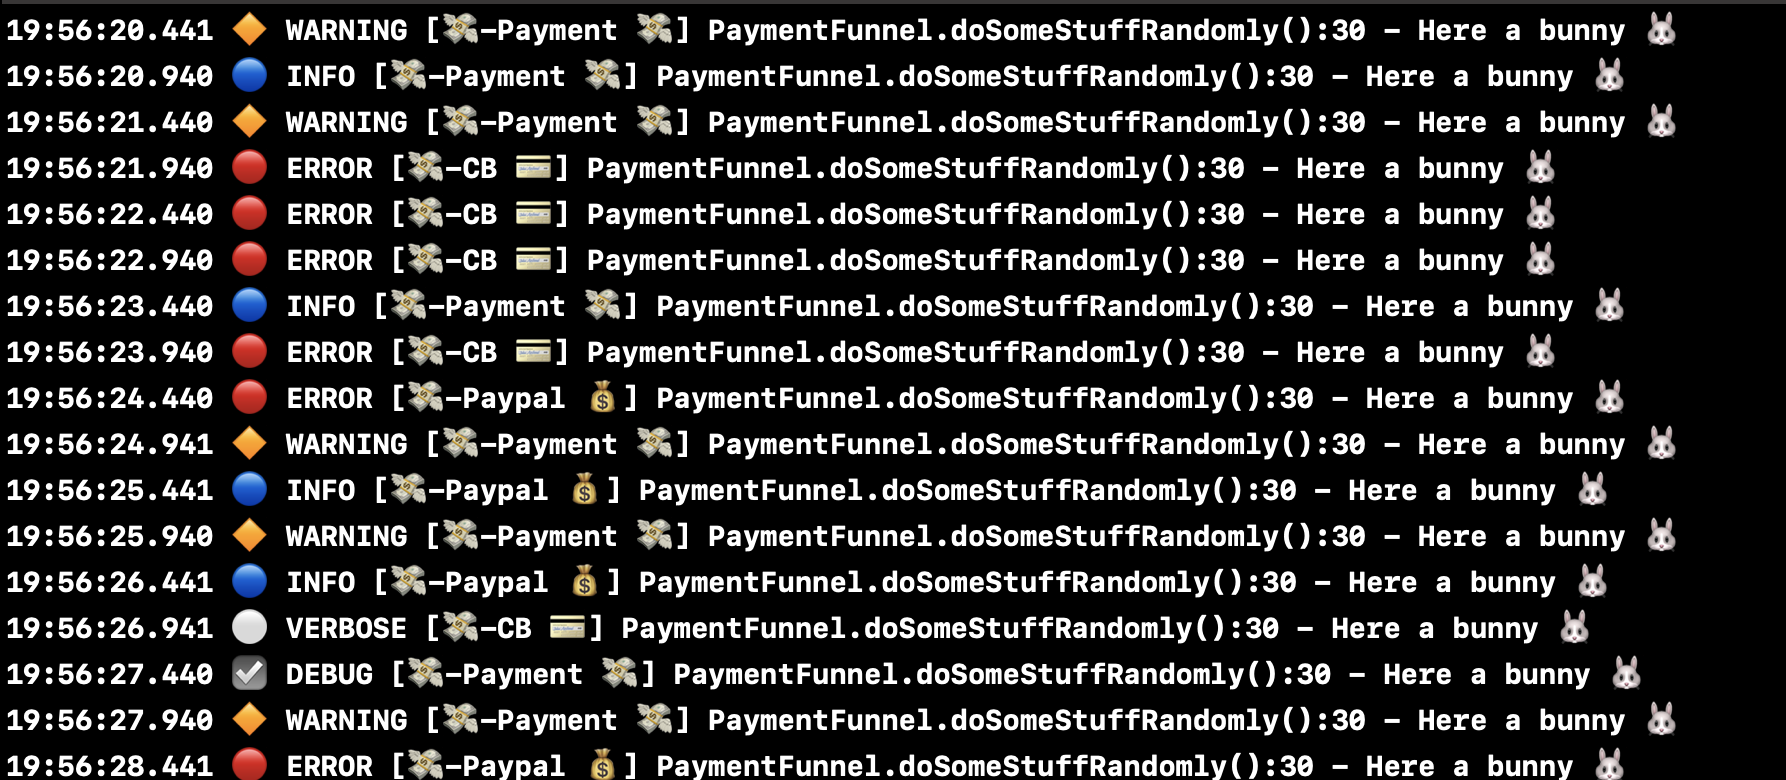 19:56:20.441 🔶 WARNING [💸-Payment 💸] PaymentFunnel.doSomeStuffRandomly():30 - Here a bunny 🐰
19:56:20.940 🔵 INFO [💸-Payment 💸] PaymentFunnel.doSomeStuffRandomly():30 - Here a bunny 🐰
19:56:21.440 🔶 WARNING [💸-Payment 💸] PaymentFunnel.doSomeStuffRandomly():30 - Here a bunny 🐰
19:56:21.940 🔴 ERROR [💸-CB 💳] PaymentFunnel.doSomeStuffRandomly():30 - Here a bunny 🐰
19:56:22.440 🔴 ERROR [💸-CB 💳] PaymentFunnel.doSomeStuffRandomly():30 - Here a bunny 🐰
19:56:22.940 🔴 ERROR [💸-CB 💳] PaymentFunnel.doSomeStuffRandomly():30 - Here a bunny 🐰
19:56:23.440 🔵 INFO [💸-Payment 💸] PaymentFunnel.doSomeStuffRandomly():30 - Here a bunny 🐰
19:56:23.940 🔴 ERROR [💸-CB 💳] PaymentFunnel.doSomeStuffRandomly():30 - Here a bunny 🐰
19:56:24.440 🔴 ERROR [💸-Paypal 💰] PaymentFunnel.doSomeStuffRandomly():30 - Here a bunny 🐰
19:56:24.941 🔶 WARNING [💸-Payment 💸] PaymentFunnel.doSomeStuffRandomly():30 - Here a bunny 🐰
19:56:25.441 🔵 INFO [💸-Paypal 💰] PaymentFunnel.doSomeStuffRandomly():30 - Here a bunny 🐰
19:56:25.940 🔶 WARNING [💸-Payment 💸] PaymentFunnel.doSomeStuffRandomly():30 - Here a bunny 🐰
19:56:26.441 🔵 INFO [💸-Paypal 💰] PaymentFunnel.doSomeStuffRandomly():30 - Here a bunny 🐰
19:56:26.941 ⚪️ VERBOSE [💸-CB 💳] PaymentFunnel.doSomeStuffRandomly():30 - Here a bunny 🐰
19:56:27.440 ☑️ DEBUG [💸-Payment 💸] PaymentFunnel.doSomeStuffRandomly():30 - Here a bunny 🐰
19:56:27.940 🔶 WARNING [💸-Payment 💸] PaymentFunnel.doSomeStuffRandomly():30 - Here a bunny 🐰
19:56:28.441 🔴 ERROR [💸-Paypal 💰] PaymentFunnel.doSomeStuffRandomly():30 - Here a bunny 🐰